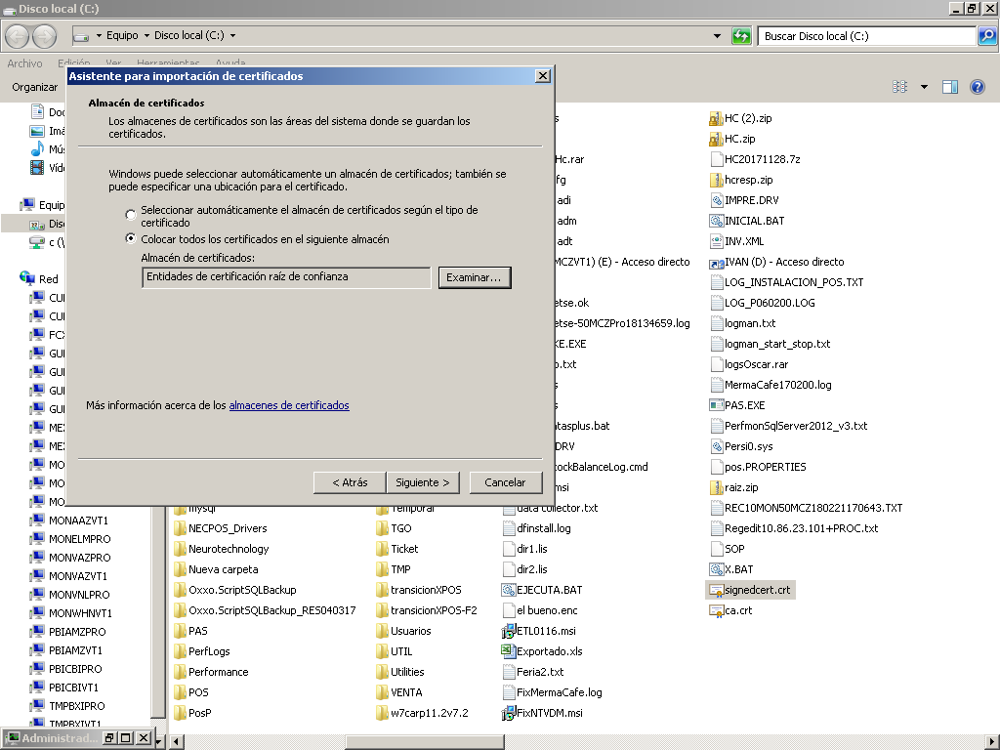 Disco local (C:)
Equipo
Disco local (C:)
Buscar Disco local (C:)
Archivo Edición Ver Herramientas Ayuda
Organizar
Asistente para importación de certificados
Almacén de certificados
Los almacenes de certificados son las áreas del sistema donde se guardan los
certificados.
Windows puede seleccionar automáticamente un almacén de certificados; también se
puede especificar una ubicación para el certificado.
Seleccionar automáticamente el almacén de certificados según el tipo de
certificado
Colocar todos los certificados en el siguiente almacén
Almacén de certificados:
Entidades de certificación raíz de confianza
Examinar...
Más información acerca de los almacenes de certificados
< Atrás
Siguiente >
Cancelar
Doc
Imá
Mús
Víde
Equip
Disc
c (\
Red
CUI
CUI
FCX
GUI
GUI
GUI
GUI
MEX
MEX
MO
MO
MO
MONAAZVT1
MONELMPRO
MONVAZPRO
MONVAZVT1
MONVNLPRO
MONWHNVT1
PBIAMZPRO
PBIAMZVT1
PBICBIPRO
PBICBIVT1
TMPBXIPRO
TMPBXIVT1
Administrad...
mysql
NECPOS_Drivers
Neurotechnology
Nueva carpeta
Oxxo.ScriptSQLBackup
Oxxo.ScriptSQLBackup_RES040317
PAS
PerfLogs
Performance
POS
PosP
Temporal
TGO
Ticket
TMP
transicionXPOS
transicionXPOS-F2
Usuarios
UTIL
Utilities
VENTA
w7carp11.2v7.2
s
Hc.rar
fg
adi
adm
adt
MCZVT1) (E) - Acceso directo
etse.ok
etse-50MCZPro18134659.log
KE.EXE
o.txt
s
atasplus.bat
DRV
ockBalanceLog.cmd
msi
data collector.txt
dfinstall.log
dir1.lis
dir2.lis
EJECUTA.BAT
el bueno.enc
ETL0116.msi
Exportado.xls
Feria2.txt
FixMermaCafe.log
FixNTVDM.msi
HC (2).zip
HC.zip
HC20171128.7z
hcresp.zip
IMPRE.DRV
INICIAL.BAT
INV.XML
IVAN (D) - Acceso directo
LOG_INSTALACION_POS.TXT
LOG_P060200.LOG
logman.txt
logman_start_stop.txt
logsOscar.rar
MermaCafe170200.log
PAS.EXE
PerfmonSqlServer2012_v3.txt
Persi0.sys
pos.PROPERTIES
raiz.zip
REC10MON50MCZ180221170643.TXT
Regedit10.86.23.101+PROC.txt
SOP
X.BAT
signedcert.crt
ca.crt